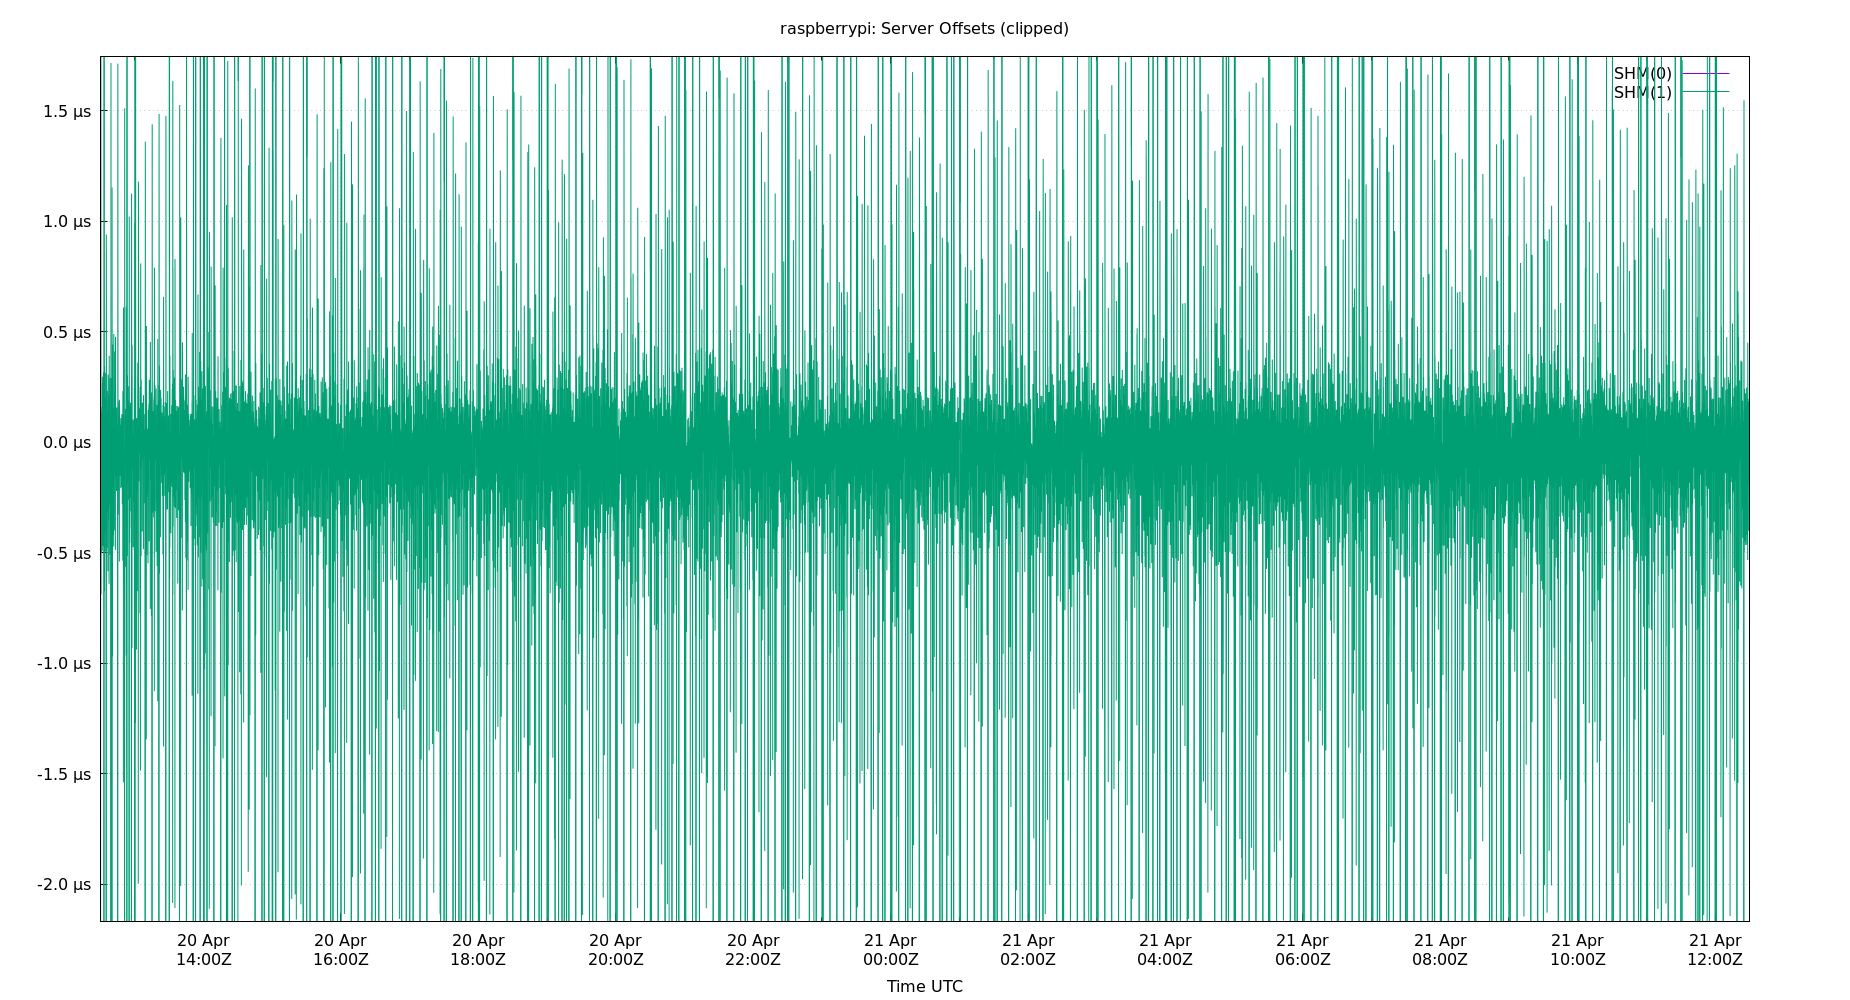 raspberrypi: Server Offsets (clipped)
SHM(0)
SHM(1)
1.5 µs
1.0 µs
0.5 µs
0.0 µs
-0.5 µs
-1.0 µs
-1.5 µs
-2.0 µs
20 Apr 20 Apr 20 Apr 20 Apr 20 Apr 21 Apr 21 Apr 21 Apr 21 Apr 21 Apr 21 Apr 21 Apr
14:00Z 16:00Z 18:00Z 20:00Z 22:00Z 00:00Z 02:00Z 04:00Z 06:00Z 08:00Z 10:00Z 12:00Z
Time UTC